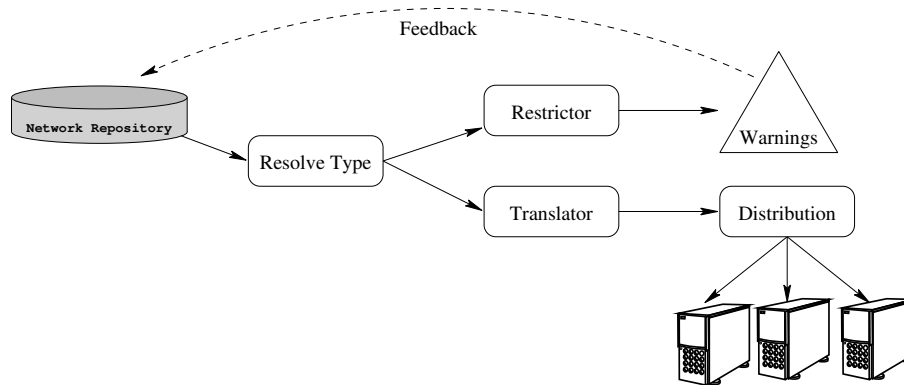 Feedback
Network Repository
Restrictor
Warnings
Resolve Type
Translator
Distribution